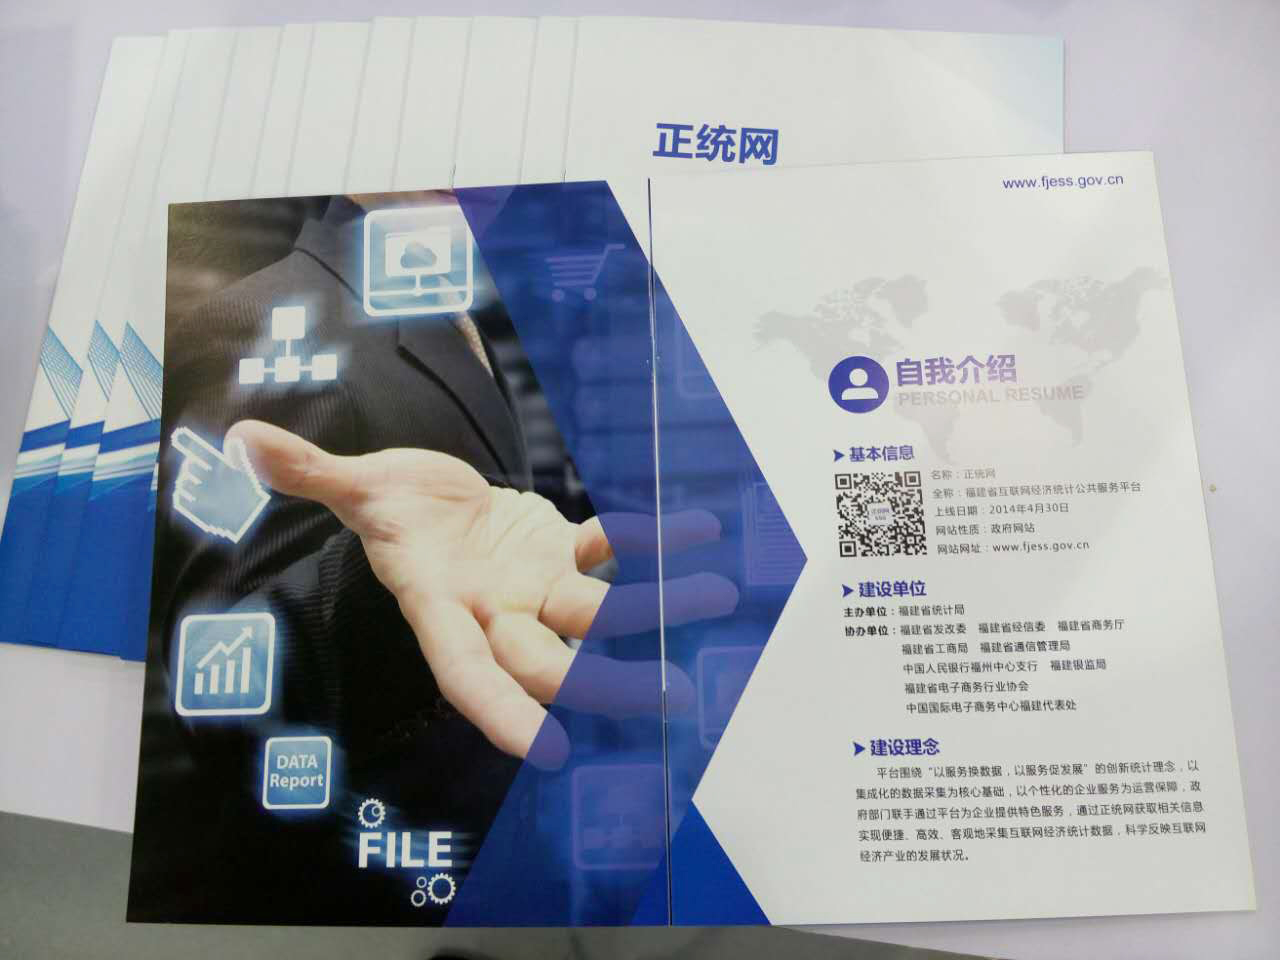 正统网
www.fjess.gov.cn
自我介绍
PERSONAL RESUME
基本信息
名称：正统网
全称：福建省互联网经济统计公共服务平台
上线日期：2014年4月30日
网站性质：政府网站
网站网址：www.fjess.gov.cn
建设单位
主办单位：福建省统计局
协办单位：福建省发改委 福建省经信委 福建省商务厅
福建省工商局 福建省通信管理局
中国人民银行福州中心支行 福建银监局
福建省电子商务行业协会
中国国际电子商务中心福建代表处
建设理念
平台围绕“以服务换数据，以服务促发展”的创新统计理念，以
集成化的数据采集为核心基础，以个性化的企业服务为运营保障，政
府部门联手通过平台为企业提供特色服务，通过正统网获取相关信息
实现便捷、高效、客观地采集互联网经济统计数据，科学反映互联网
经济产业的发展状况。
DATA
Report
FILE